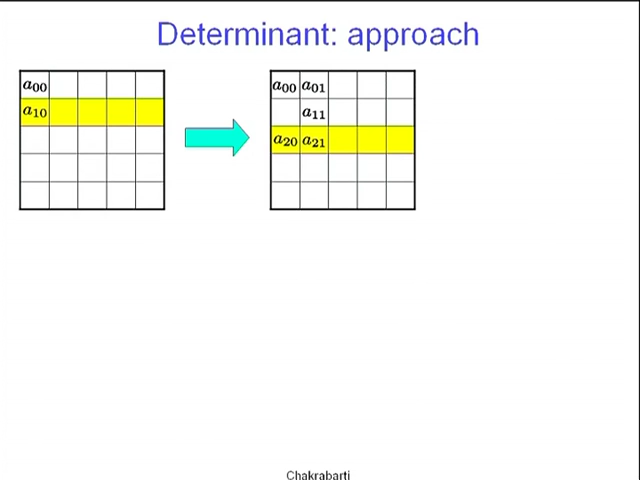 Determinant: approach
a₀₀
a₁₀
a₀₀ a₀₁
a₁₁
a₂₀ a₂₁
Chakrabarti